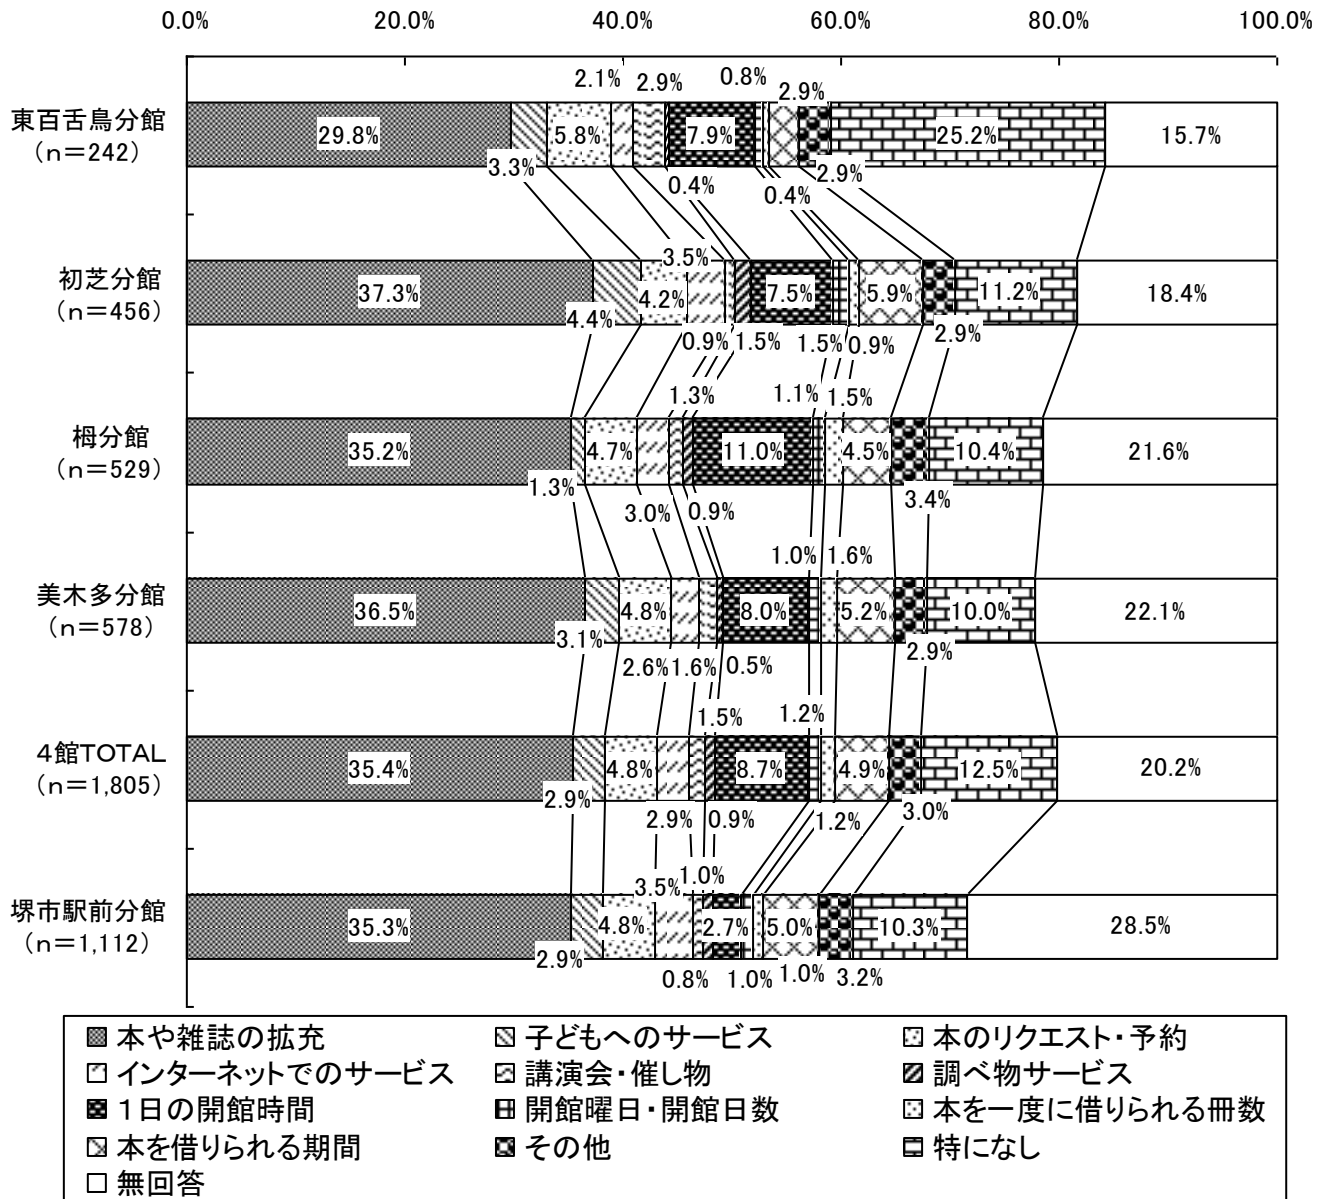 0.0% 20.0% 40.0% 60.0% 80.0% 100.0%
2.1% 2.9% 0.8% 2.9%
東百舌鳥分館
(n=242)
29.8% 5.8% 7.9% 25.2% 15.7%
3.3% 0.4% 0.4% 2.9%
3.5%
初芝分館
(n=456)
37.3% 4.2% 7.5% 5.9% 11.2% 18.4%
4.4% 0.9% 1.5% 1.5% 0.9% 2.9%
1.3% 1.1% 1.5%
栂分館
(n=529)
35.2% 4.7% 11.0% 4.5% 10.4% 21.6%
1.3% 3.0% 0.9% 3.4%
1.0% 1.6%
美木多分館
(n=578)
36.5% 4.8% 8.0% 5.2% 10.0% 22.1%
3.1% 2.6% 1.6% 0.5% 2.9%
1.5% 1.2%
4館TOTAL
(n=1,805)
35.4% 4.8% 8.7% 4.9% 12.5% 20.2%
2.9% 2.9% 0.9% 1.2% 3.0%
3.5% 1.0%
堺市駅前分館
(n=1,112)
35.3% 4.8% 2.7% 5.0% 10.3% 28.5%
2.9% 0.8% 1.0% 1.0% 3.2%
本や雑誌の拡充 子どもへのサービス 本のリクエスト・予約
インターネットでのサービス 講演会・催し物 調べ物サービス
1日の開館時間 開館曜日・開館日数 本を一度に借りられる冊数
本を借りられる期間 その他 特になし
無回答